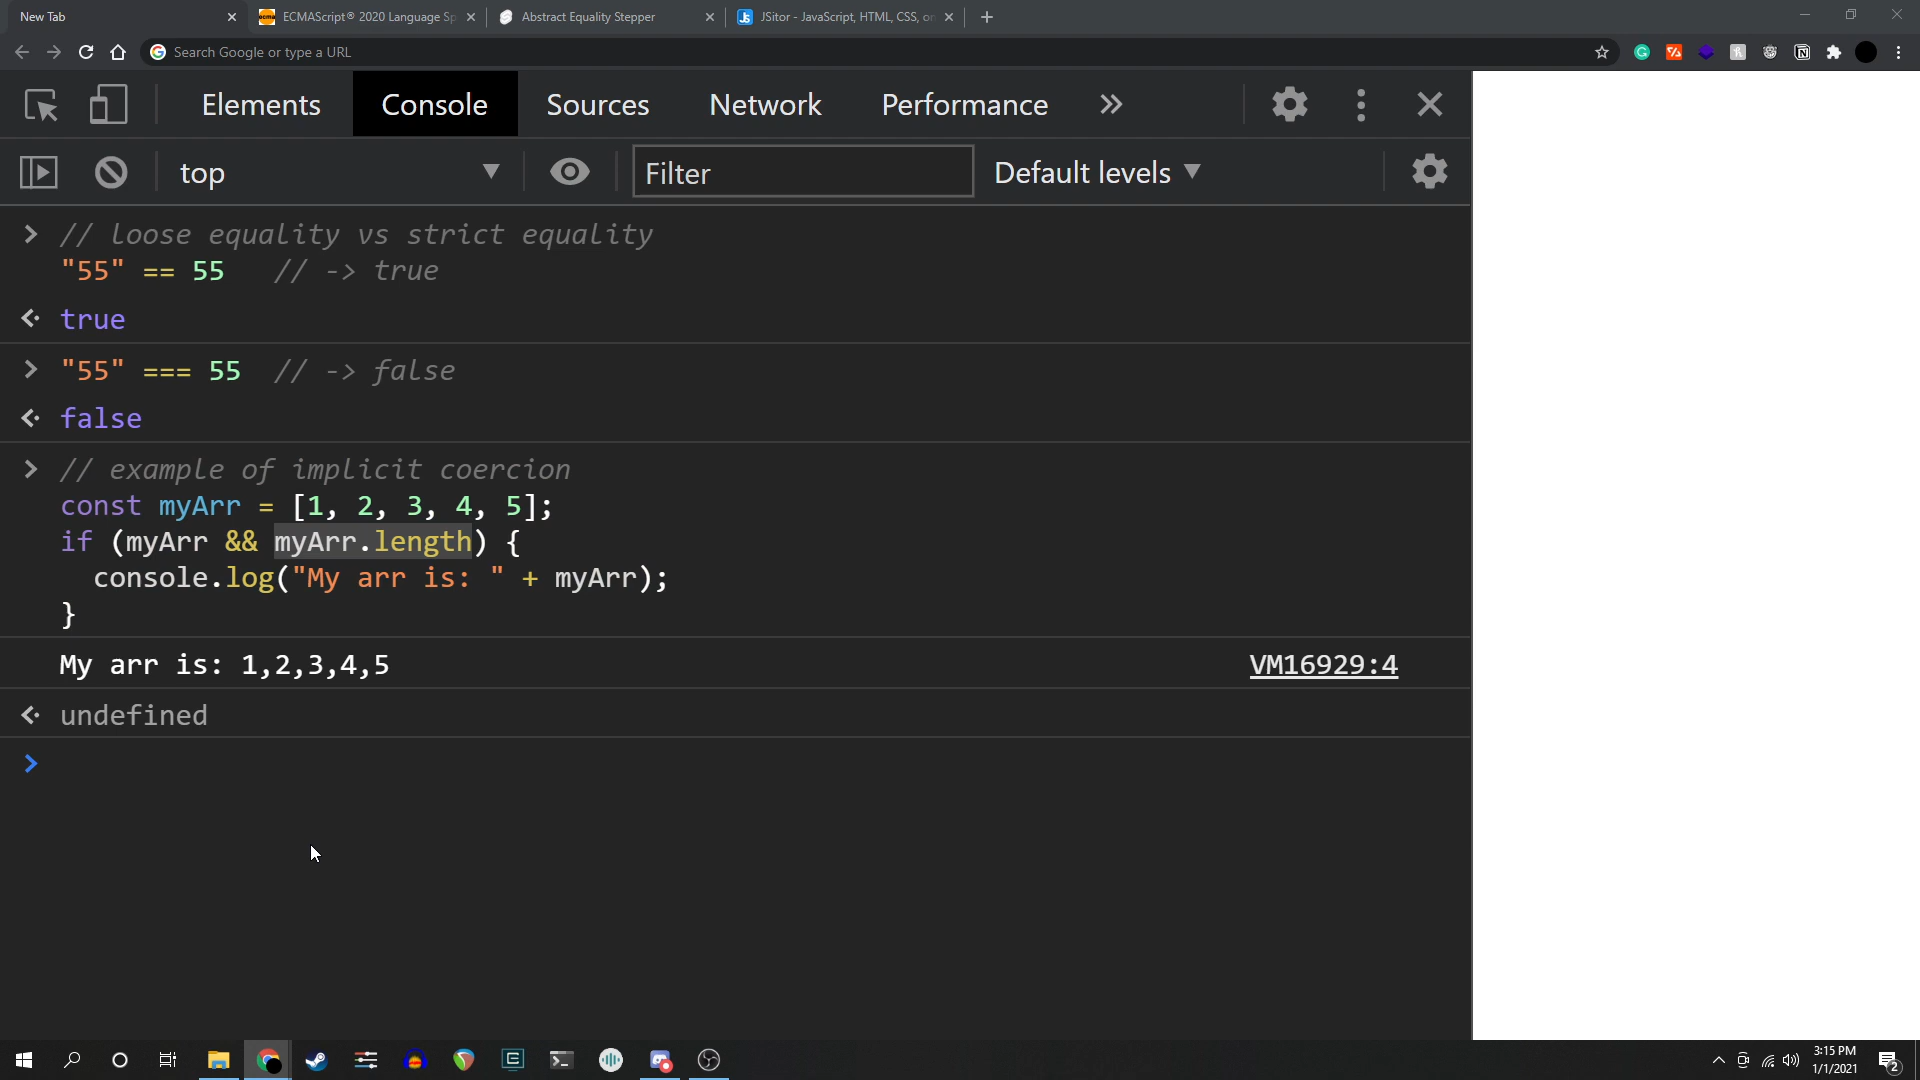 New Tab
ECMAScript® 2020 Language Sp
Abstract Equality Stepper
JSitor - JavaScript, HTML, CSS, on
Search Google or type a URL
Elements
Console
Sources
Network
Performance
top
Filter
Default levels
// loose equality vs strict equality
"55" == 55 // -> true
true
"55" === 55 // -> false
false
// example of implicit coercion
const myArr = [1, 2, 3, 4, 5];
if (myArr && myArr.length) {
console.log("My arr is: " + myArr);
}
My arr is: 1,2,3,4,5
VM16929:4
undefined
3:15 PM
1/1/2021
2